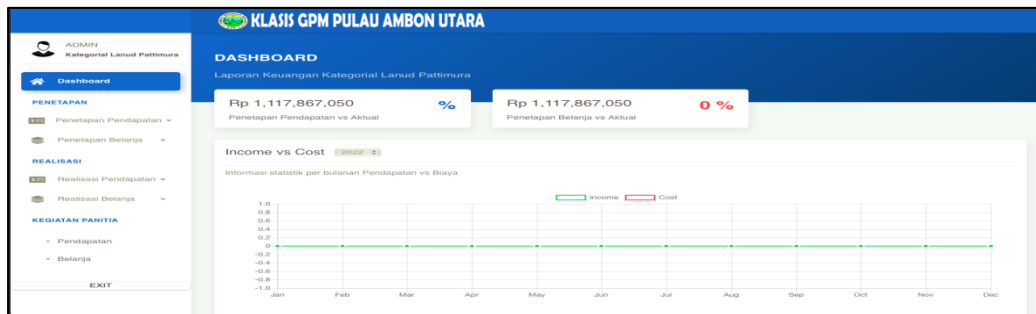 KLASIS GPM PULAU AMBON UTARA
ADMIN
Kategorial Lanud Pattimura
Dashboard
PENETAPAN
Penetapan Pendapatan
Penetapan Belanja
REALISASI
Realisasi Pendapatan
Realisasi Belanja
KEGIATAN PANITIA
- Pendapatan
- Belanja
EXIT
DASHBOARD
Laporan Keuangan Kategorial Lanud Pattimura
Rp 1,117,867,050 %
Penetapan Pendapatan vs Aktual
Rp 1,117,867,050 0 %
Penetapan Belanja vs Aktual
Income vs Cost 2022
Informasi statistik per bulanan Pendapatan vs Biaya
Income Cost
1.0
0.8
0.6
0.4
0.2
0
-0.2
-0.4
-0.6
-0.8
-1.0
Jan Feb Mar Apr May Jun Jul Aug Sep Oct Nov Dec